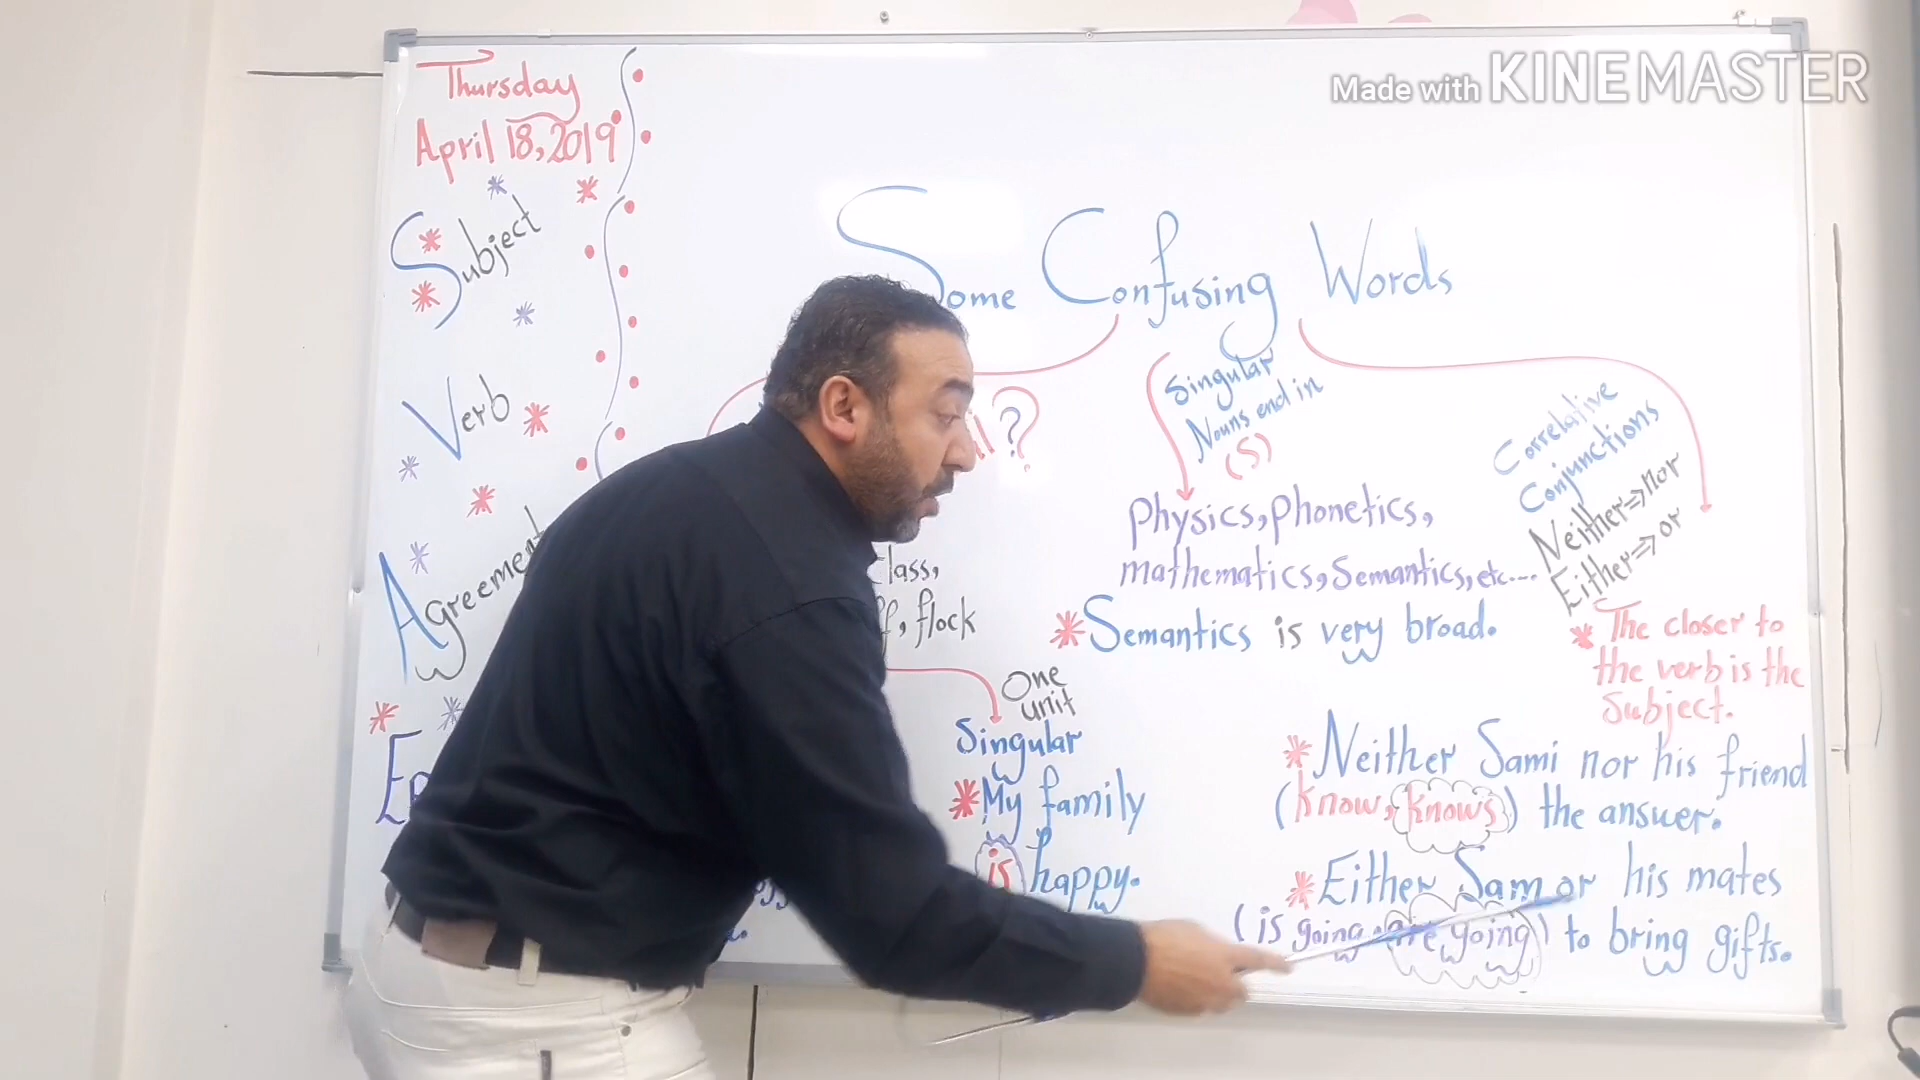 Made with KINEMASTER
Thursday
April 18, 2019
Subject
Verb
Agreement
Some Confusing Words
?
Class,
, flock
One
unit
Singular
* My family
is happy.
Singular
Nouns end in
(S)
Physics, Phonetics,
mathematics, Semantics, etc....
* Semantics is very broad.
Correlative
Conjunctions
Neither => nor
Either => or
* The closer to
the verb is the
Subject.
* Neither Sami nor his friend
(know, knows) the answer.
* Either Sam or his mates
(is going, are going) to bring gifts.